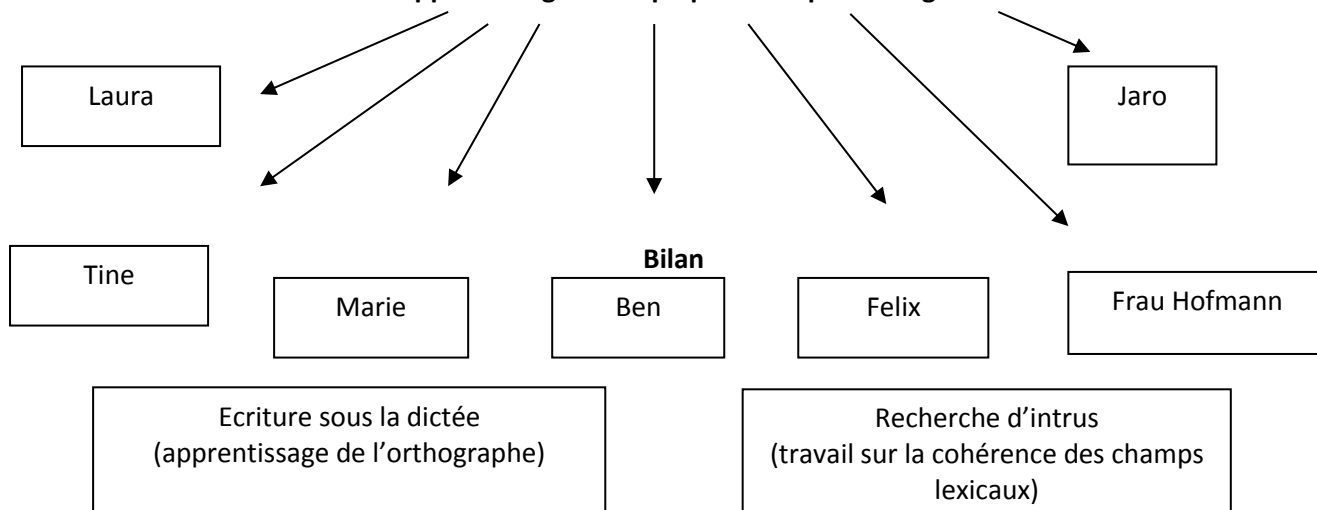 Laura
Jaro
Tine
Bilan
Marie
Ben
Felix
Frau Hofmann
Ecriture sous la dictée
(apprentissage de l’orthographe)
Recherche d’intrus
(travail sur la cohérence des champs
lexicaux)